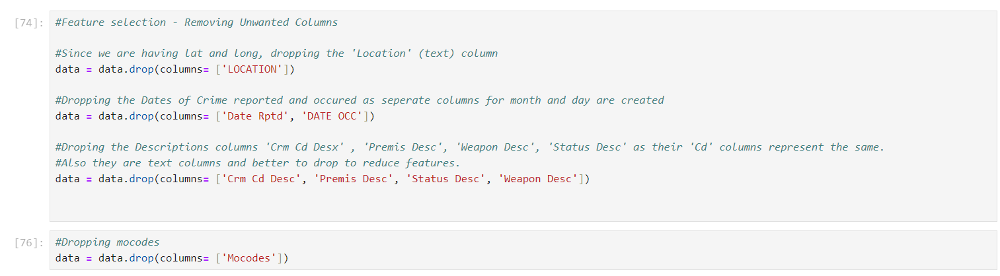 [74]: #Feature selection - Removing Unwanted Columns
#Since we are having lat and long, dropping the 'Location' (text) column
data = data.drop(columns= ['LOCATION'])
#Dropping the Dates of Crime reported and occured as seperate columns for month and day are created
data = data.drop(columns= ['Date Rptd', 'DATE OCC'])
#Droping the Descriptions columns 'Crm Cd Desx' , 'Premis Desc', 'Weapon Desc', 'Status Desc' as their 'Cd' columns represent the same.
#Also they are text columns and better to drop to reduce features.
data = data.drop(columns= ['Crm Cd Desc', 'Premis Desc', 'Status Desc', 'Weapon Desc'])
[76]: #Dropping mocodes
data = data.drop(columns= ['Mocodes'])